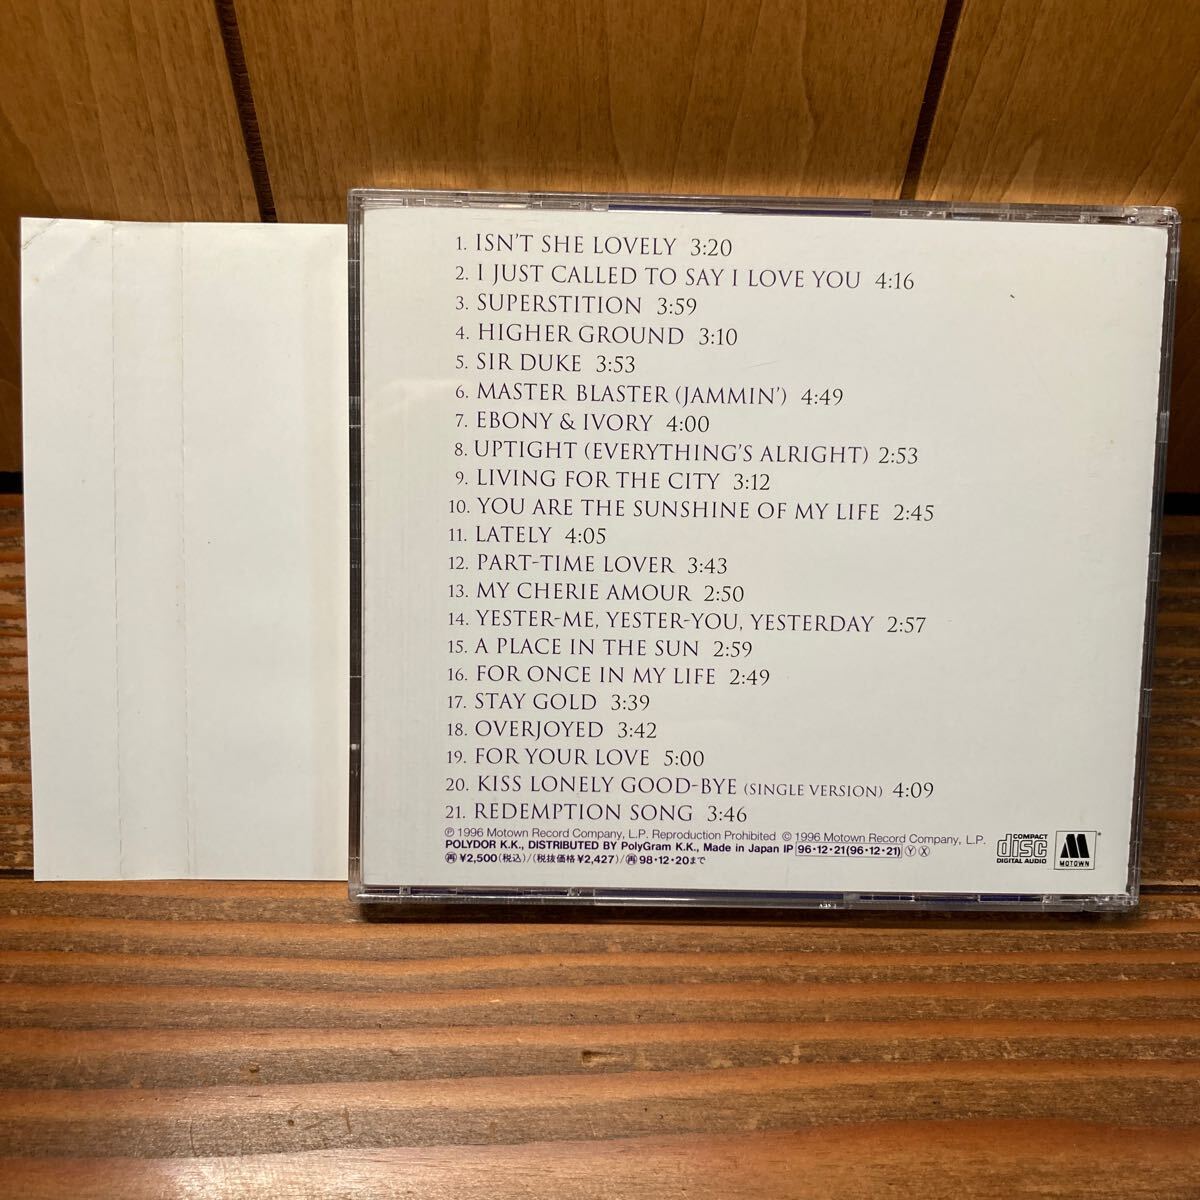 1. ISN'T SHE LOVELY 3:20
2. I JUST CALLED TO SAY I LOVE YOU 4:16
3. SUPERSTITION 3:59
4. HIGHER GROUND 3:10
5. SIR DUKE 3:53
6. MASTER BLASTER (JAMMIN') 4:49
7. EBONY & IVORY 4:00
8. UPTIGHT (EVERYTHING'S ALRIGHT) 2:53
9. LIVING FOR THE CITY 3:12
10. YOU ARE THE SUNSHINE OF MY LIFE 2:45
11. LATELY 4:05
12. PART-TIME LOVER 3:43
13. MY CHERIE AMOUR 2:50
14. YESTER-ME, YESTER-YOU, YESTERDAY 2:57
15. A PLACE IN THE SUN 2:59
16. FOR ONCE IN MY LIFE 2:49
17. STAY GOLD 3:39
18. OVERJOYED 3:42
19. FOR YOUR LOVE 5:00
20. KISS LONELY GOOD-BYE (SINGLE VERSION) 4:09
21. REDEMPTION SONG 3:46
℗ 1996 Motown Record Company, L.P. Reproduction Prohibited © 1996 Motown Record Company, L.P.
POLYDOR K.K., DISTRIBUTED BY PolyGram K.K., Made in Japan IP 96・12・21(96・12・21) Ⓨ Ⓧ
再 ¥2,500(税込)/(税抜価格¥2,427)/再 98・12・20まで
COMPACT
disc
DIGITAL AUDIO
M
MOTOWN